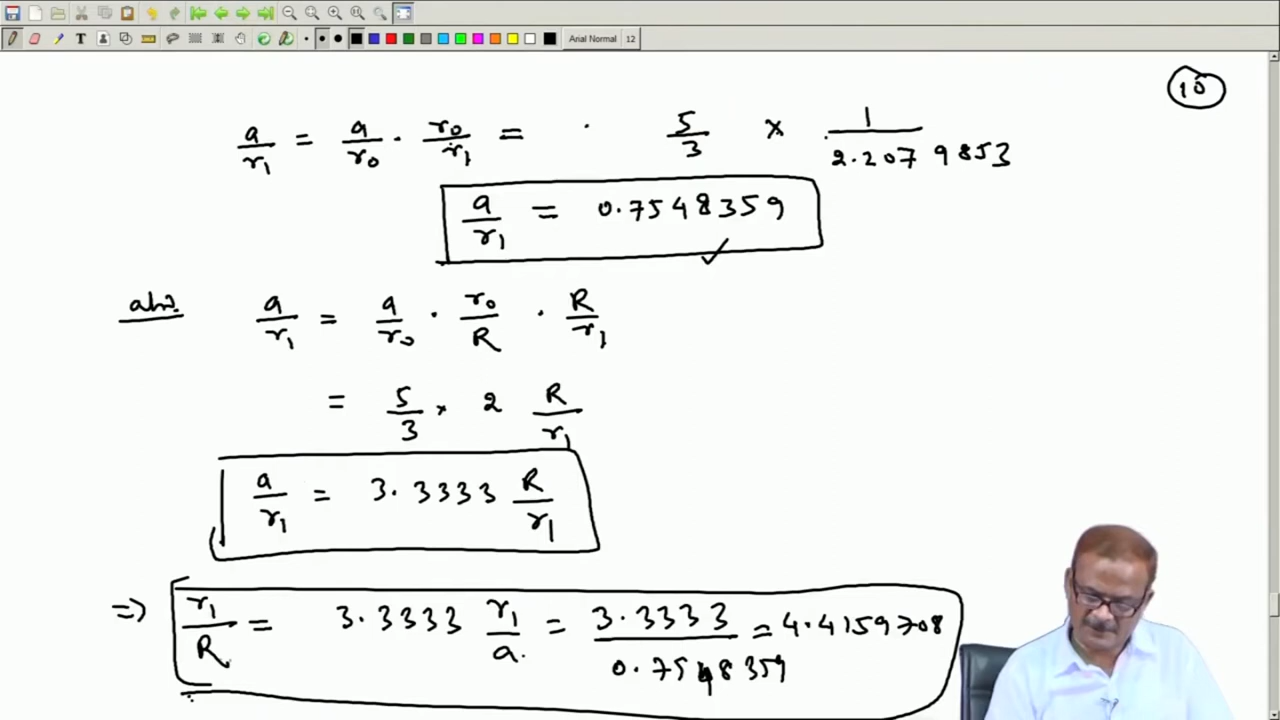 Arial Normal 12
10
a/r₁ = a/r₀ · r₀/r₁ = 5/3 × 1/2.2079853
a/r₁ = 0.7548359 ✓
also a/r₁ = a/r₀ · r₀/R · R/r₁
= 5/3 × 2 R/r₁
a/r₁ = 3.3333 R/r₁
⇒ r₁/R = 3.3333 r₁/a = 3.3333/0.7548359 = 4.4159708